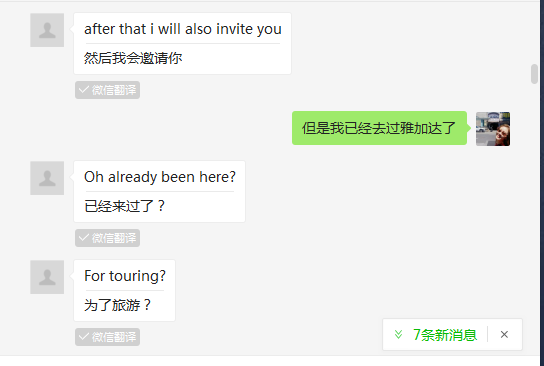 after that i will also invite you
然后我会邀请你
微信翻译
但是我已经去过雅加达了
Oh already been here?
已经来过了？
微信翻译
For touring?
为了旅游？
微信翻译
7条新消息